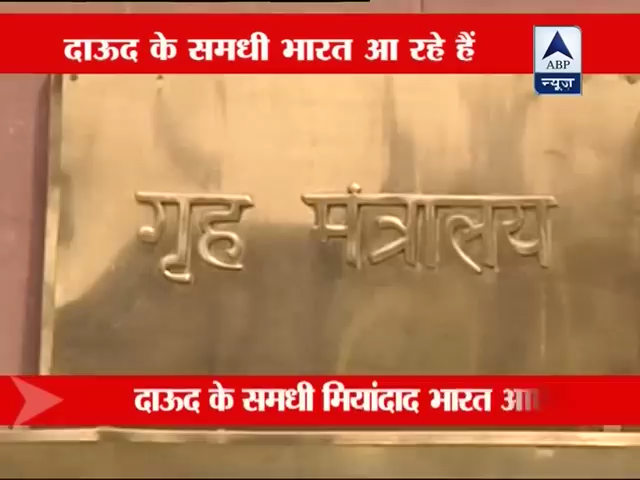 दाऊद के समधी भारत आ रहे हैं
ABP
न्यूज़
गृह मंत्रालय
दाऊद के समधी मियांदाद भारत